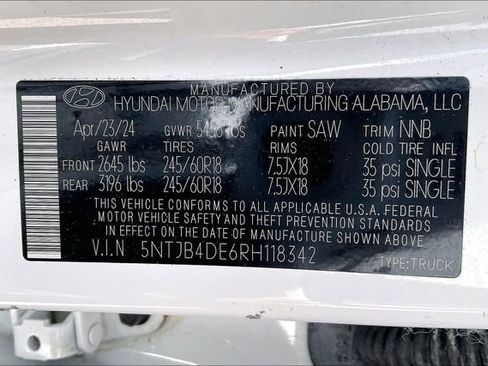 MANUFACTURED BY
HYUNDAI MOTOR MANUFACTURING ALABAMA, LLC
Apr/23/24 GVWR lbs PAINT SAW TRIM NNB
GAWR TIRES RIMS COLD TIRE INFL
FRONT 2645 lbs 245/60R18 7.5JX18 35 psi SINGLE
REAR 3196 lbs 245/60R18 7.5JX18 35 psi SINGLE
THIS VEHICLE CONFORMS TO ALL APPLICABLE U.S.A. FEDERAL
MOTOR VEHICLE SAFETY AND THEFT PREVENTION STANDARDS
IN EFFECT ON THE DATE OF MANUFACTURE SHOWN ABOVE.
V.I.N 5NTJB4DE6RH118342
TYPE:TRUCK